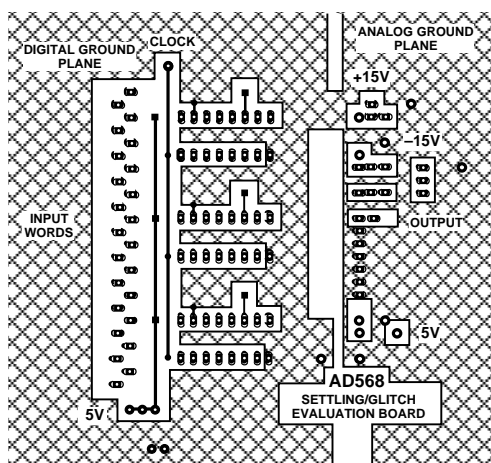 DIGITAL GROUND
PLANE
CLOCK
ANALOG GROUND
PLANE
+15V
–15V
INPUT
WORDS
OUTPUT
5V
5V
AD568
SETTLING/GLITCH
EVALUATION BOARD